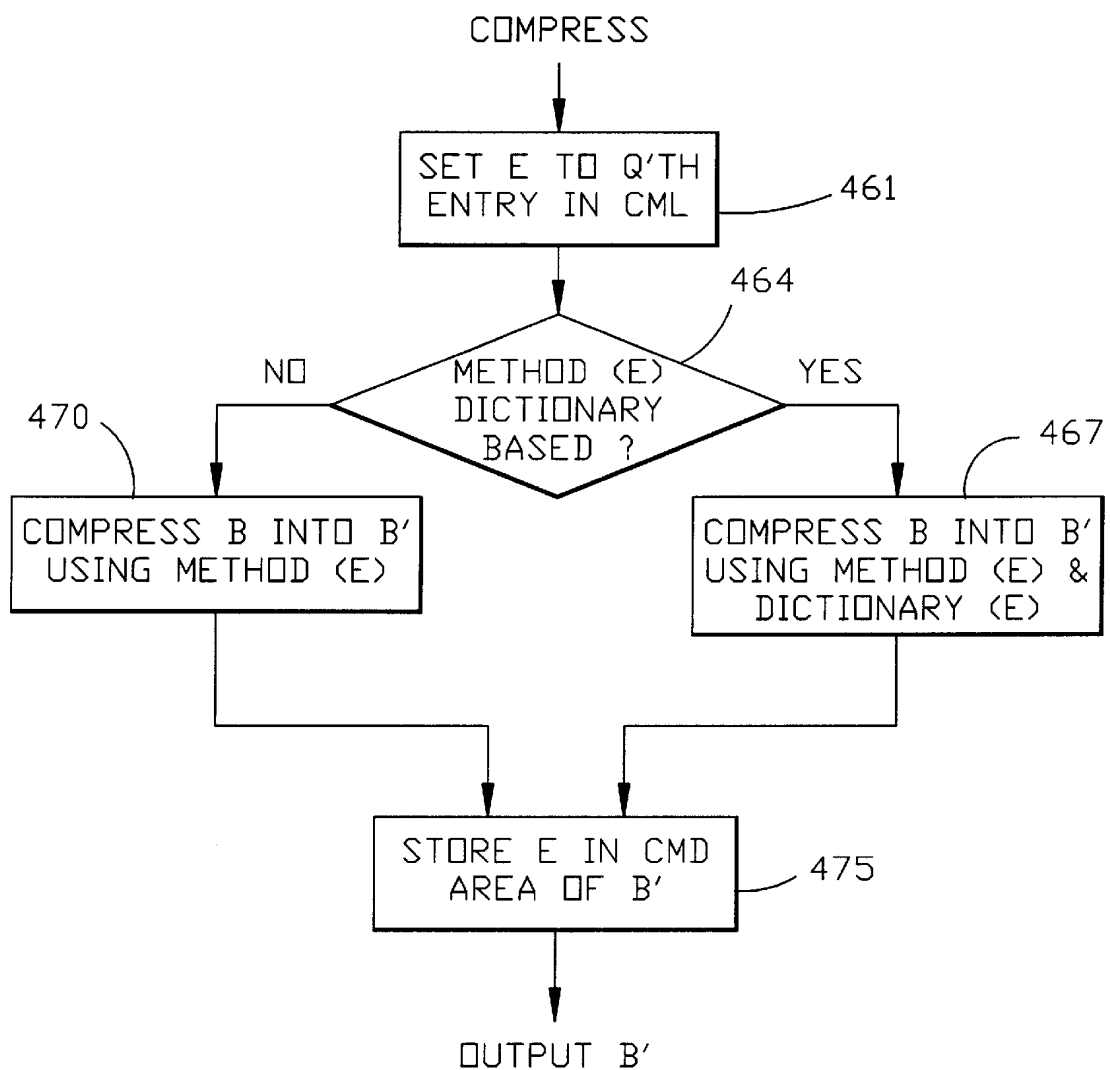 COMPRESS
SET E TO Q'TH
ENTRY IN CML
461
464
NO
METHOD (E)
DICTIONARY
BASED ?
YES
470
467
COMPRESS B INTO B'
USING METHOD (E)
COMPRESS B INTO B'
USING METHOD (E) &
DICTIONARY (E)
STORE E IN CMD
AREA OF B'
475
OUTPUT B'